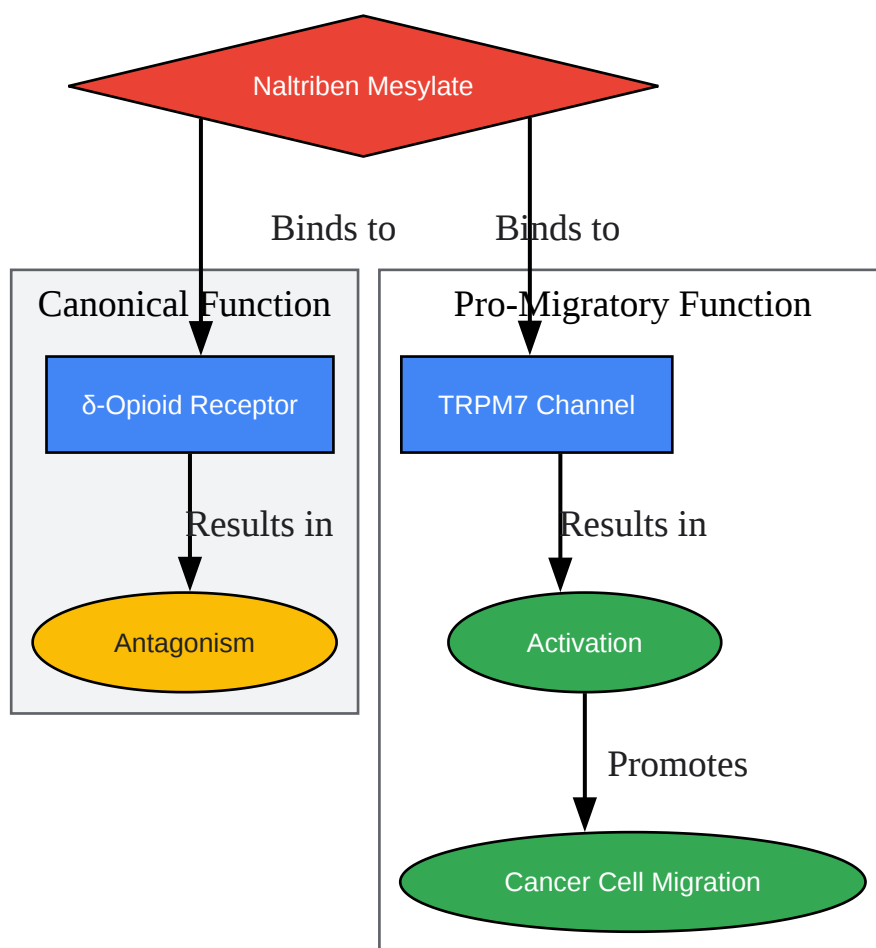 Naltriben Mesylate
Binds to
Binds to
Canonical Function
Pro-Migratory Function
δ-Opioid Receptor
TRPM7 Channel
Results in
Results in
Antagonism
Activation
Promotes
Cancer Cell Migration